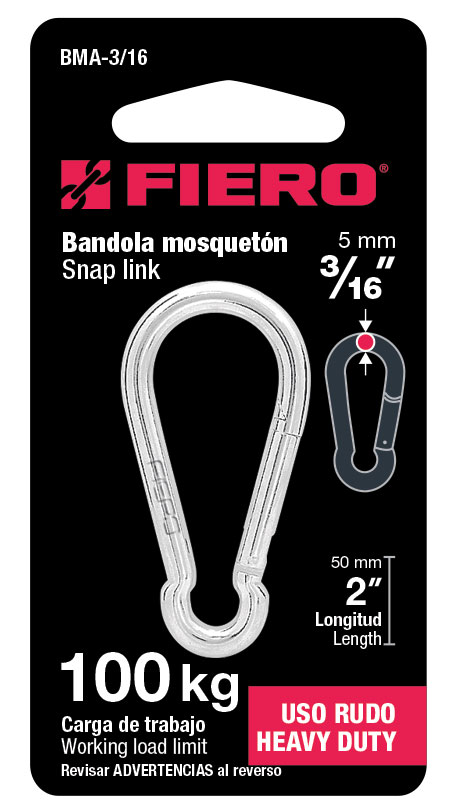 BMA-3/16
FIERO®
Bandola mosquetón
Snap link
5 mm
3/16"
FIERO
50 mm
2"
Longitud
Length
100 kg
Carga de trabajo
Working load limit
USO RUDO
HEAVY DUTY
Revisar ADVERTENCIAS al reverso